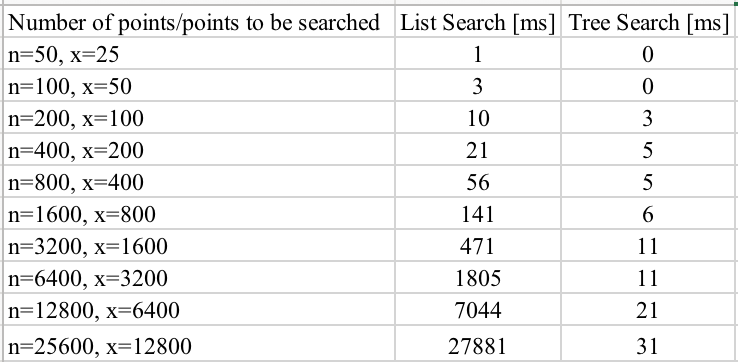 Number of points/points to be searched List Search [ms] Tree Search [ms]
n=50, x=25 1 0
n=100, x=50 3 0
n=200, x=100 10 3
n=400, x=200 21 5
n=800, x=400 56 5
n=1600, x=800 141 6
n=3200, x=1600 471 11
n=6400, x=3200 1805 11
n=12800, x=6400 7044 21
n=25600, x=12800 27881 31